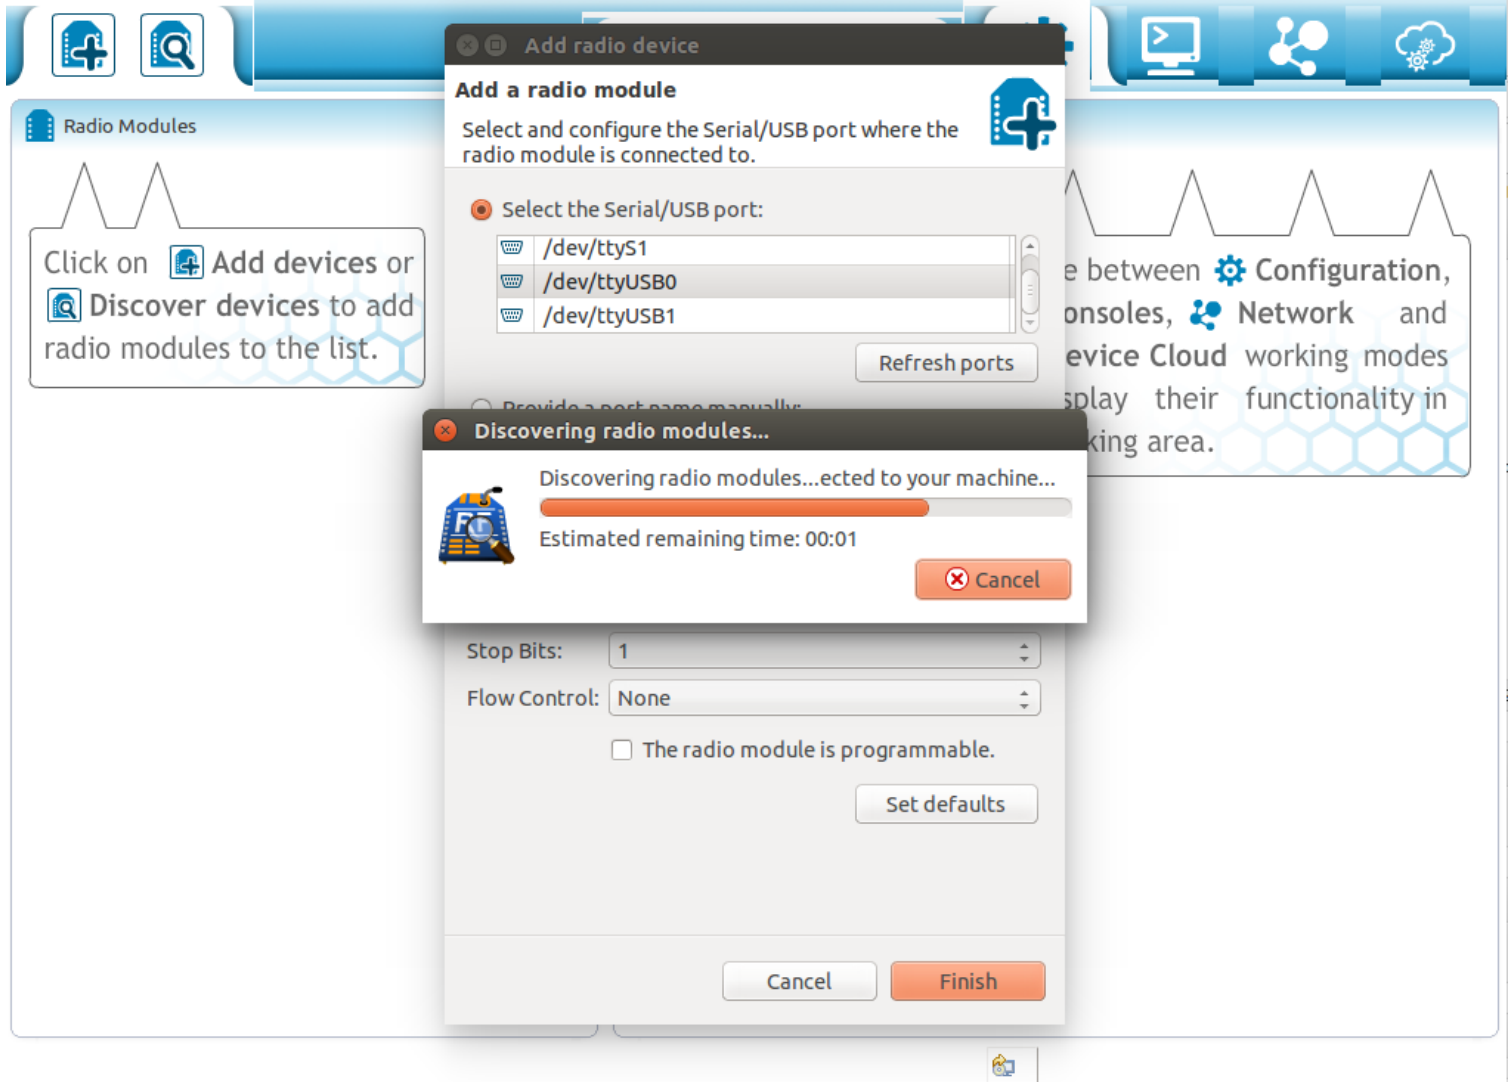 Add radio device
Add a radio module
Select and configure the Serial/USB port where the
radio module is connected to.
Radio Modules
Click on Add devices or
Discover devices to add
radio modules to the list.
Select the Serial/USB port:
/dev/ttyS1
/dev/ttyUSB0
/dev/ttyUSB1
Refresh ports
Provide a port name manually:
e between Configuration,
onsoles, Network and
evice Cloud working modes
splay their functionality in
king area.
Discovering radio modules...
Discovering radio modules...ected to your machine...
Estimated remaining time: 00:01
Cancel
Stop Bits: 1
Flow Control: None
The radio module is programmable.
Set defaults
Cancel
Finish